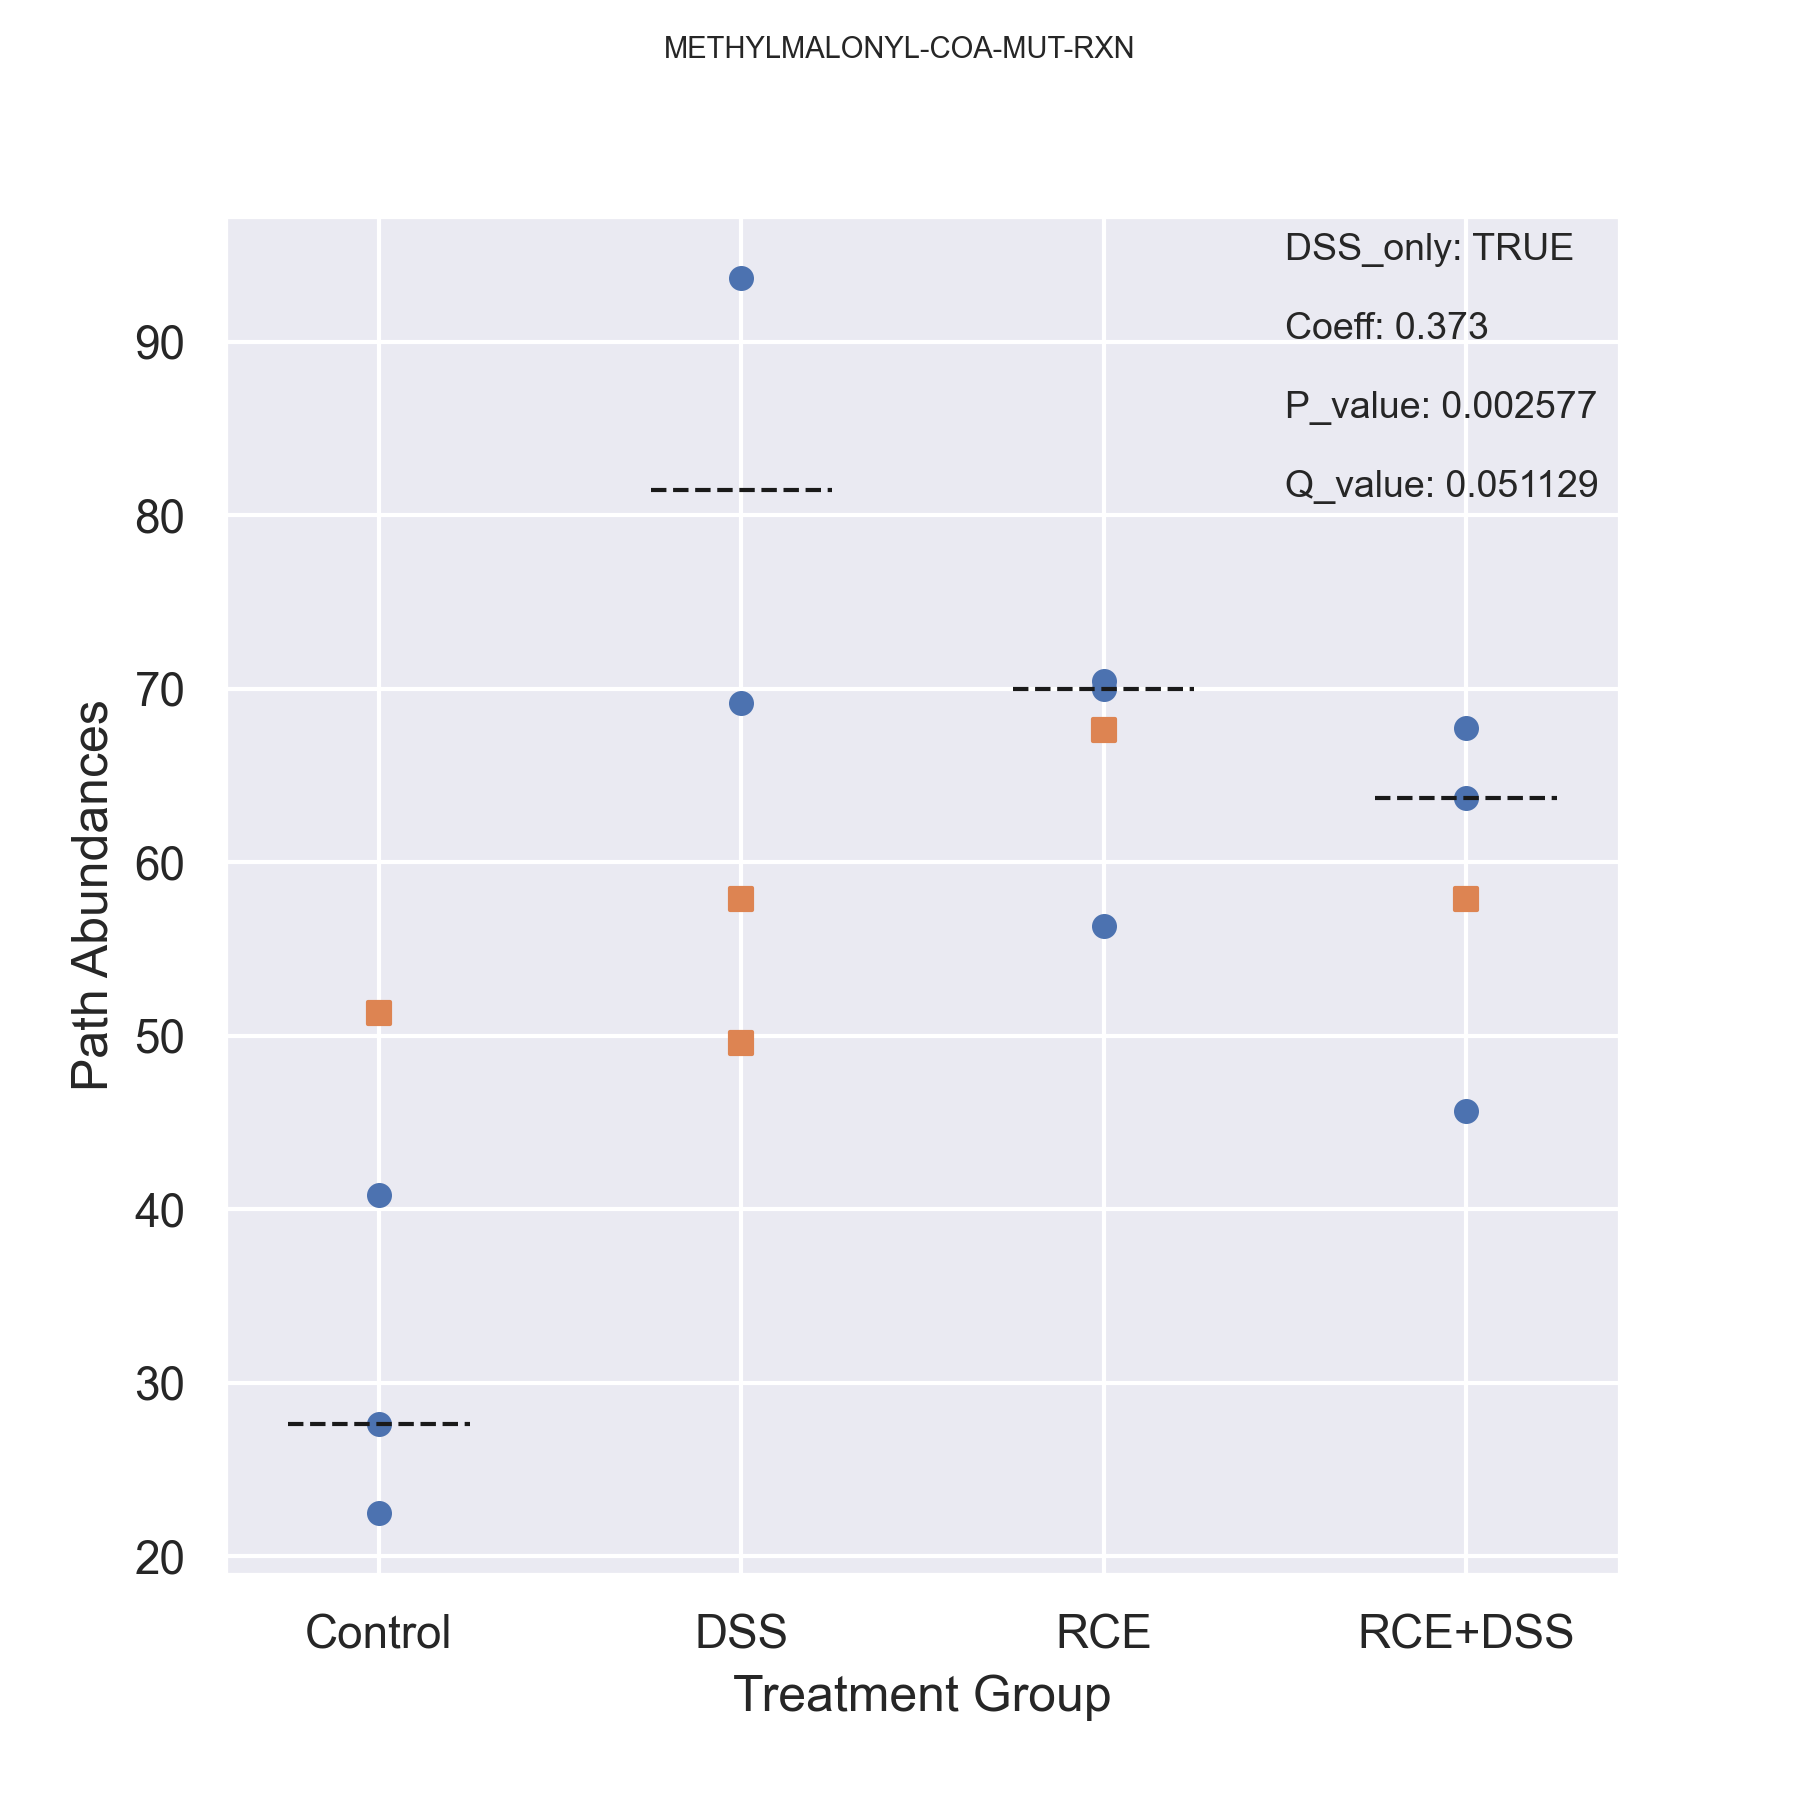 METHYLMALONYL-COA-MUT-RXN
DSS_only: TRUE
Coeff: 0.373
P_value: 0.002577
Q_value: 0.051129
90
80
70
60
50
40
30
20
Path Abundances
Control DSS RCE RCE+DSS
Treatment Group